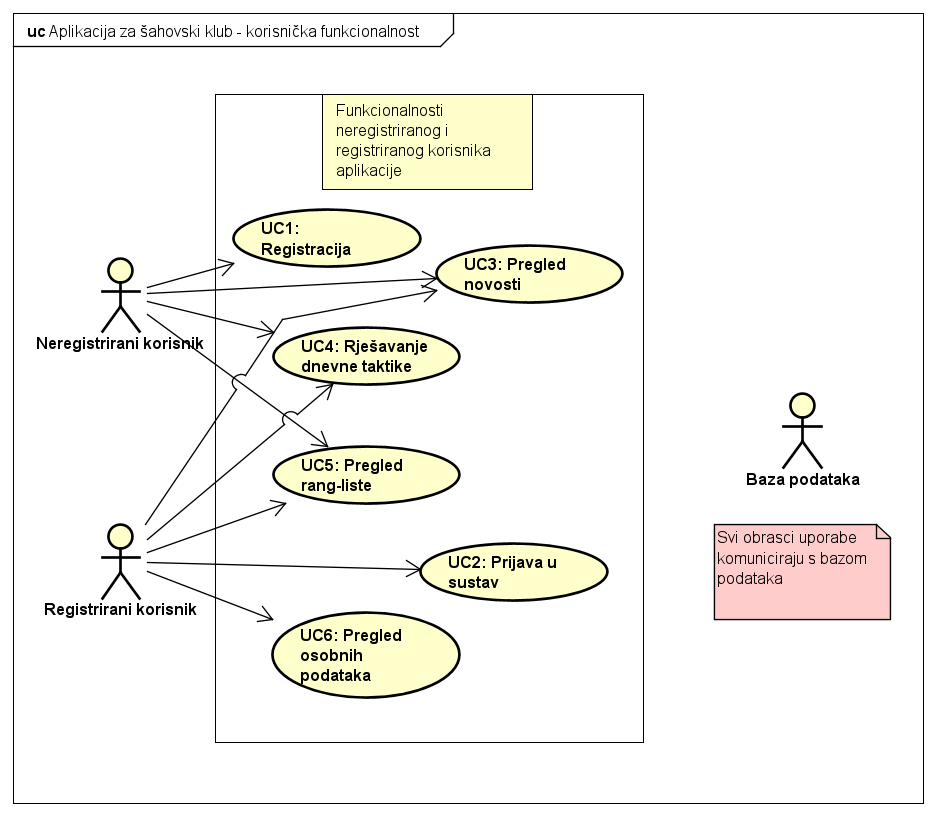 uc Aplikacija za šahovski klub - korisnička funkcionalnost
Funkcionalnosti
neregistriranog i
registriranog korisnika
aplikacije
UC1:
Registracija
UC3: Pregled
novosti
Neregistrirani korisnik
UC4: Rješavanje
dnevne taktike
UC5: Pregled
rang-liste
Baza podataka
Svi obrasci uporabe
komuniciraju s bazom
podataka
UC2: Prijava u
sustav
Registrirani korisnik
UC6: Pregled
osobnih
podataka